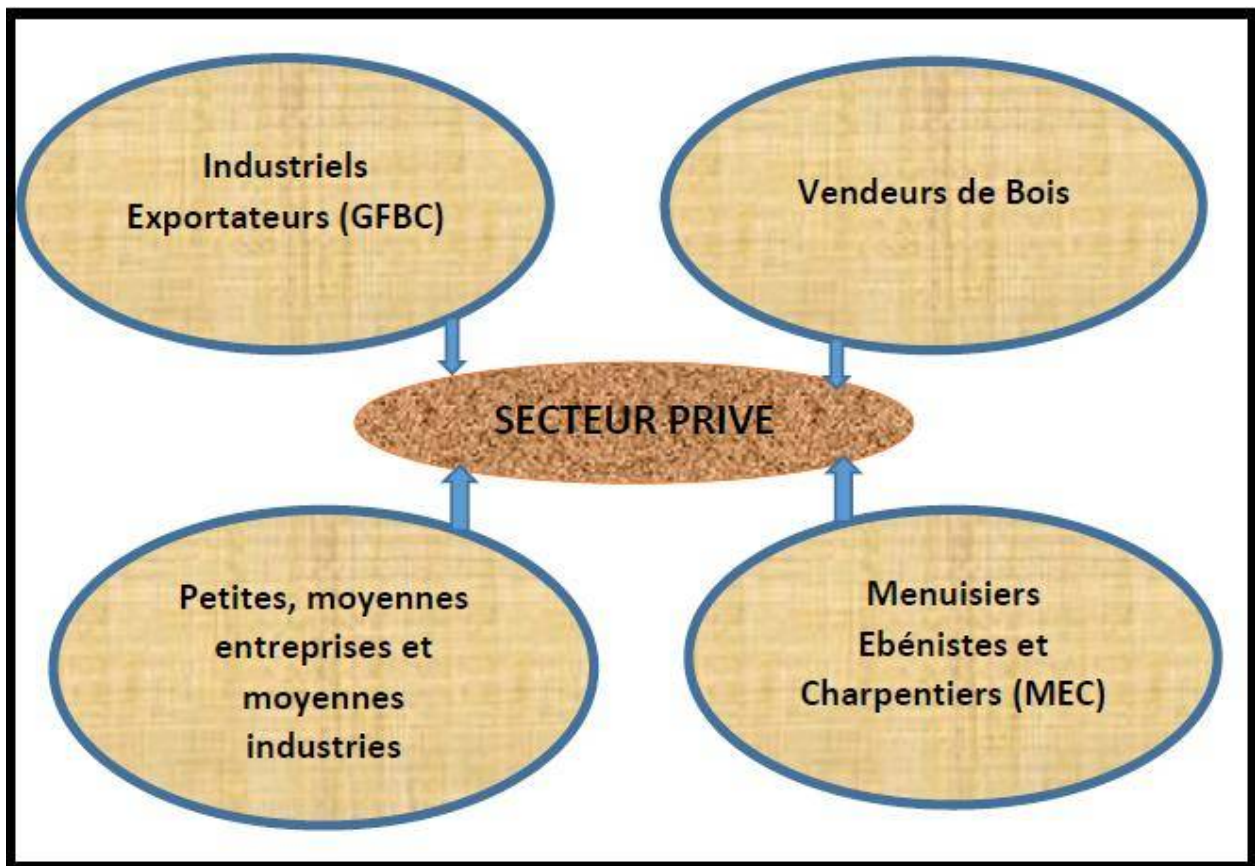 Industriels
Exportateurs (GFBC)
Vendeurs de Bois
SECTEUR PRIVE
Petites, moyennes
entreprises et
moyennes
industries
Menuisiers
Ebénistes et
Charpentiers (MEC)